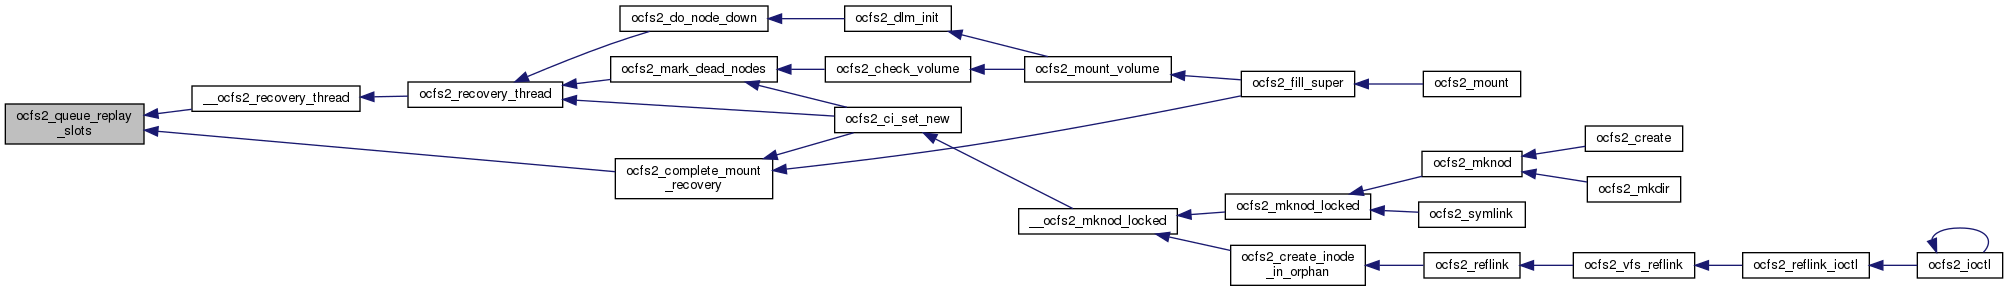 ocfs2_queue_replay
_slots
__ocfs2_recovery_thread
ocfs2_recovery_thread
ocfs2_do_node_down
ocfs2_dlm_init
ocfs2_mark_dead_nodes
ocfs2_check_volume
ocfs2_mount_volume
ocfs2_fill_super
ocfs2_mount
ocfs2_ci_set_new
ocfs2_complete_mount
_recovery
__ocfs2_mknod_locked
ocfs2_mknod_locked
ocfs2_mknod
ocfs2_create
ocfs2_mkdir
ocfs2_symlink
ocfs2_create_inode
_in_orphan
ocfs2_reflink
ocfs2_vfs_reflink
ocfs2_reflink_ioctl
ocfs2_ioctl